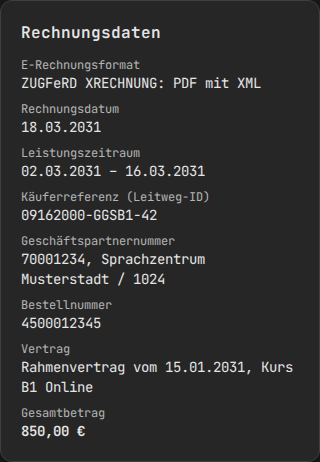 Rechnungsdaten
E-Rechnungsformat
ZUGFeRD XRECHNUNG: PDF mit XML
Rechnungsdatum
18.03.2031
Leistungszeitraum
02.03.2031 – 16.03.2031
Käuferreferenz (Leitweg-ID)
09162000-GGSB1-42
Geschäftspartnernummer
70001234, Sprachzentrum
Musterstadt / 1024
Bestellnummer
4500012345
Vertrag
Rahmenvertrag vom 15.01.2031, Kurs
B1 Online
Gesamtbetrag
850,00 €